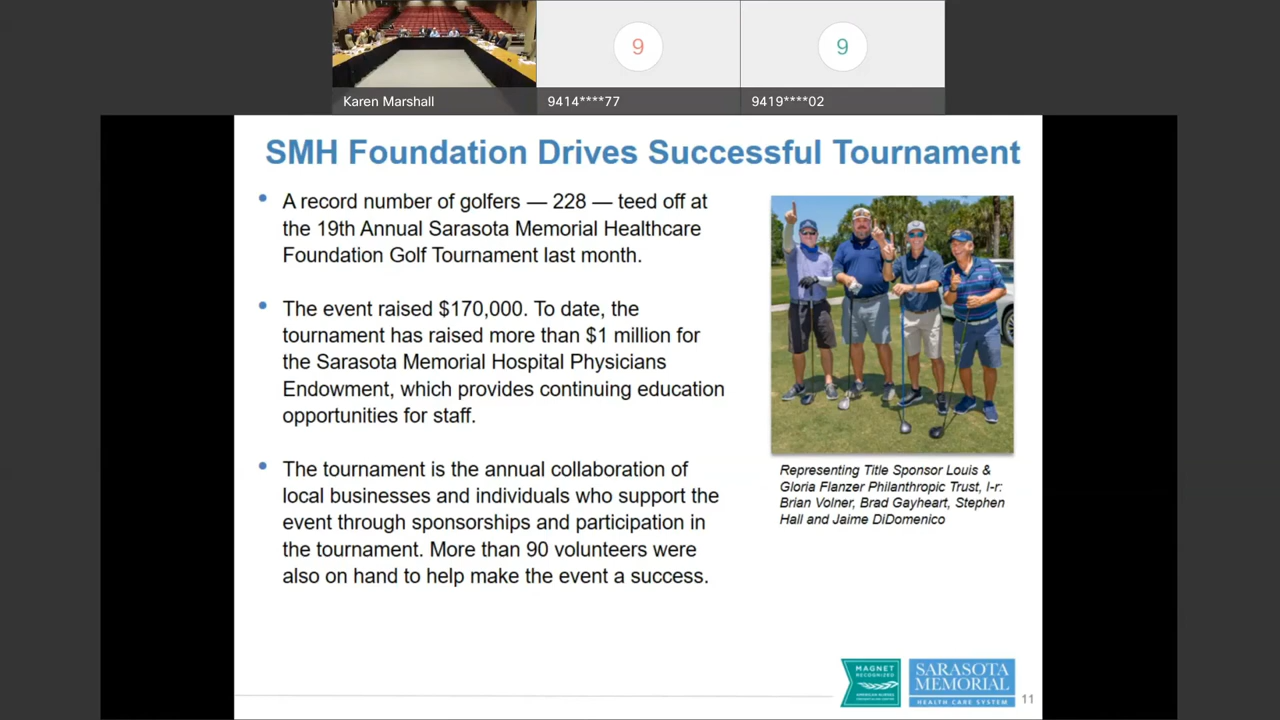 9
9
Karen Marshall
9414****77
9419****02
SMH Foundation Drives Successful Tournament
• A record number of golfers — 228 — teed off at
the 19th Annual Sarasota Memorial Healthcare
Foundation Golf Tournament last month.
• The event raised $170,000. To date, the
tournament has raised more than $1 million for
the Sarasota Memorial Hospital Physicians
Endowment, which provides continuing education
opportunities for staff.
• The tournament is the annual collaboration of
local businesses and individuals who support the
event through sponsorships and participation in
the tournament. More than 90 volunteers were
also on hand to help make the event a success.
Representing Title Sponsor Louis &
Gloria Flanzer Philanthropic Trust, l-r:
Brian Volner, Brad Gayheart, Stephen
Hall and Jaime DiDomenico
MAGNET
RECOGNIZED
SARASOTA
MEMORIAL
HEALTH CARE SYSTEM
11